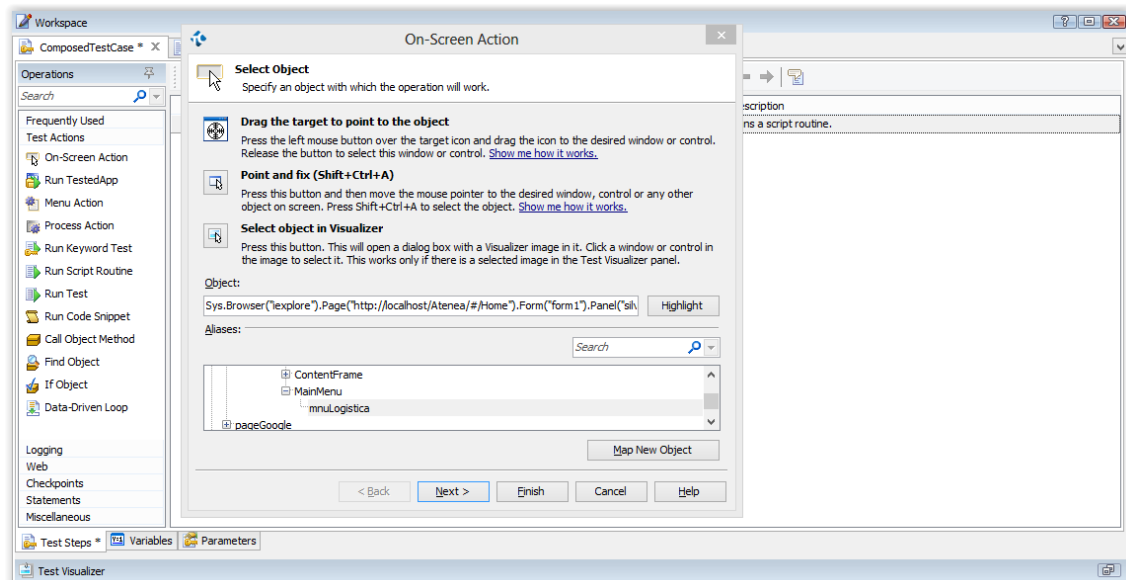 Workspace
ComposedTestCase * X
Operations
Search
Frequently Used
Test Actions
On-Screen Action
Run TestedApp
Menu Action
Process Action
Run Keyword Test
Run Script Routine
Run Test
Run Code Snippet
Call Object Method
Find Object
If Object
Data-Driven Loop
Logging
Web
Checkpoints
Statements
Miscellaneous
On-Screen Action
Select Object
Specify an object with which the operation will work.
Drag the target to point to the object
Press the left mouse button over the target icon and drag the icon to the desired window or control.
Release the button to select this window or control. Show me how it works.
Point and fix (Shift+Ctrl+A)
Press this button and then move the mouse pointer to the desired window, control or any other
object on screen. Press Shift+Ctrl+A to select the object. Show me how it works.
Select object in Visualizer
Press this button. This will open a dialog box with a Visualizer image in it. Click a window or control in
the image to select it. This works only if there is a selected image in the Test Visualizer panel.
Object:
Sys.Browser("iexplore").Page("http://localhost/Atenea/#/Home").Form("form1").Panel("silv
Highlight
Aliases:
Search
ContentFrame
MainMenu
mnuLogistica
pageGoogle
Map New Object
< Back
Next >
Finish
Cancel
Help
escription
ns a script routine.
Test Steps *
Variables
Parameters
Test Visualizer